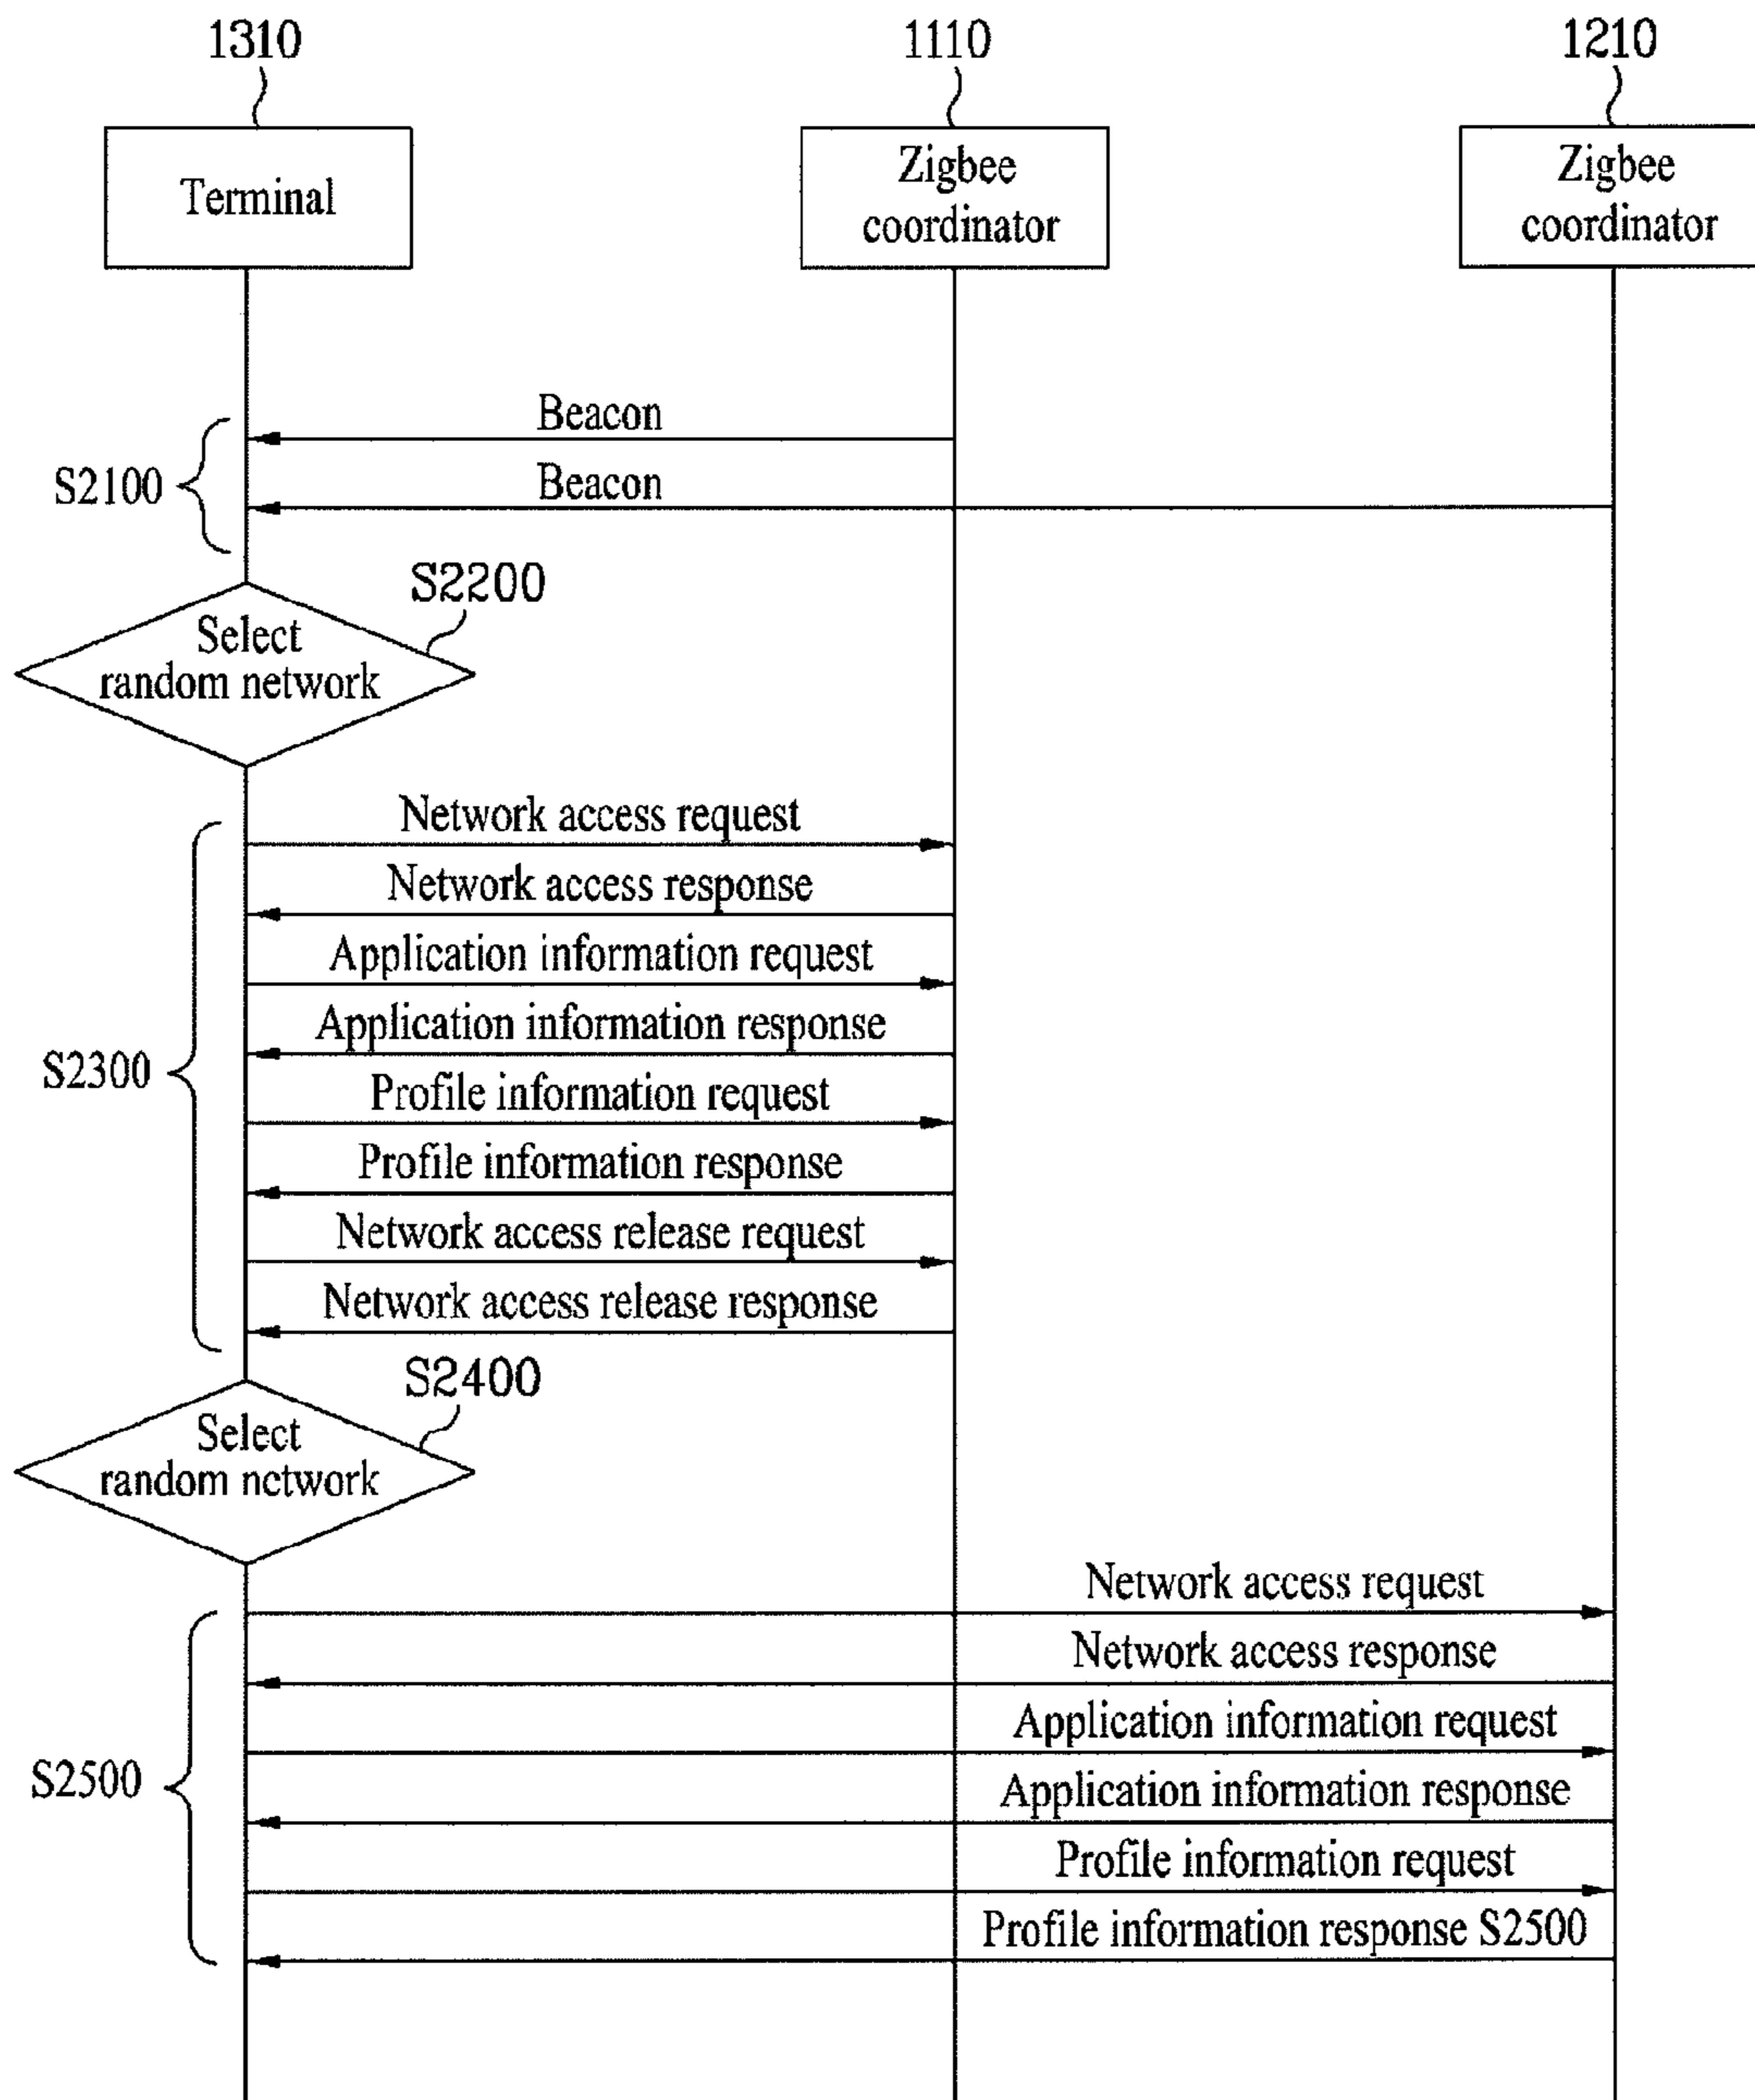 1310
1110
1210
Terminal
Zigbee
coordinator
Zigbee
coordinator
Beacon
S2100
Beacon
S2200
Select
random network
Network access request
Network access response
Application information request
Application information response
S2300
Profile information request
Profile information response
Network access release request
Network access release response
S2400
Select
random network
Network access request
Network access response
Application information request
S2500
Application information response
Profile information request
Profile information response S2500